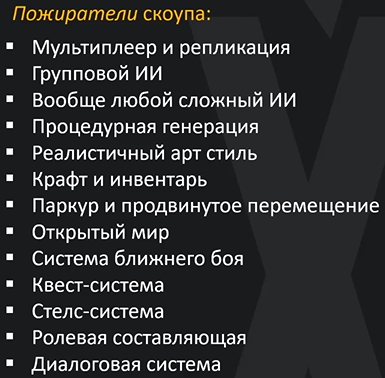 Пожиратели скоупа:
▪ Мультиплеер и репликация
▪ Групповой ИИ
▪ Вообще любой сложный ИИ
▪ Процедурная генерация
▪ Реалистичный арт стиль
▪ Крафт и инвентарь
▪ Паркур и продвинутое перемещение
▪ Открытый мир
▪ Система ближнего боя
▪ Квест-система
▪ Стелс-система
▪ Ролевая составляющая
▪ Диалоговая система